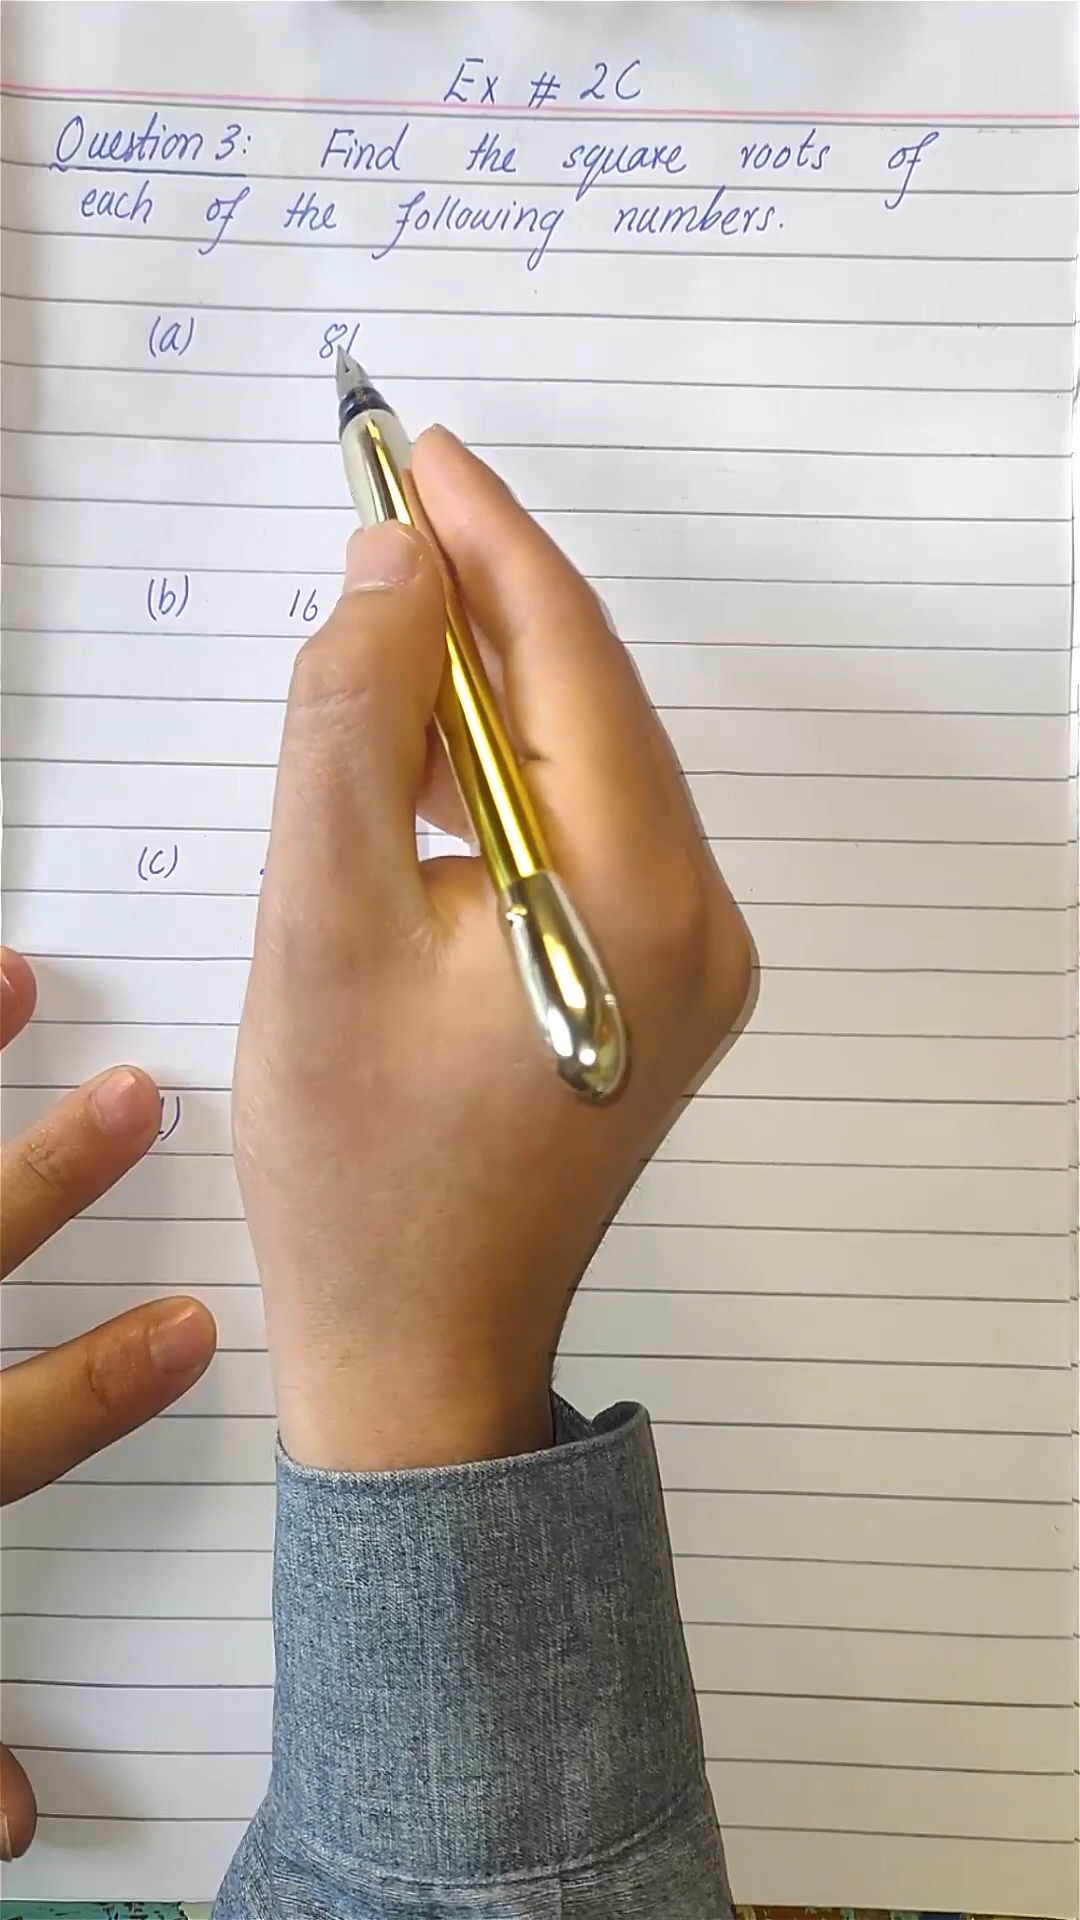 Ex # 2C
Question 3: Find the square roots of
each of the following numbers.
(a) 81
(b) 16
(c)